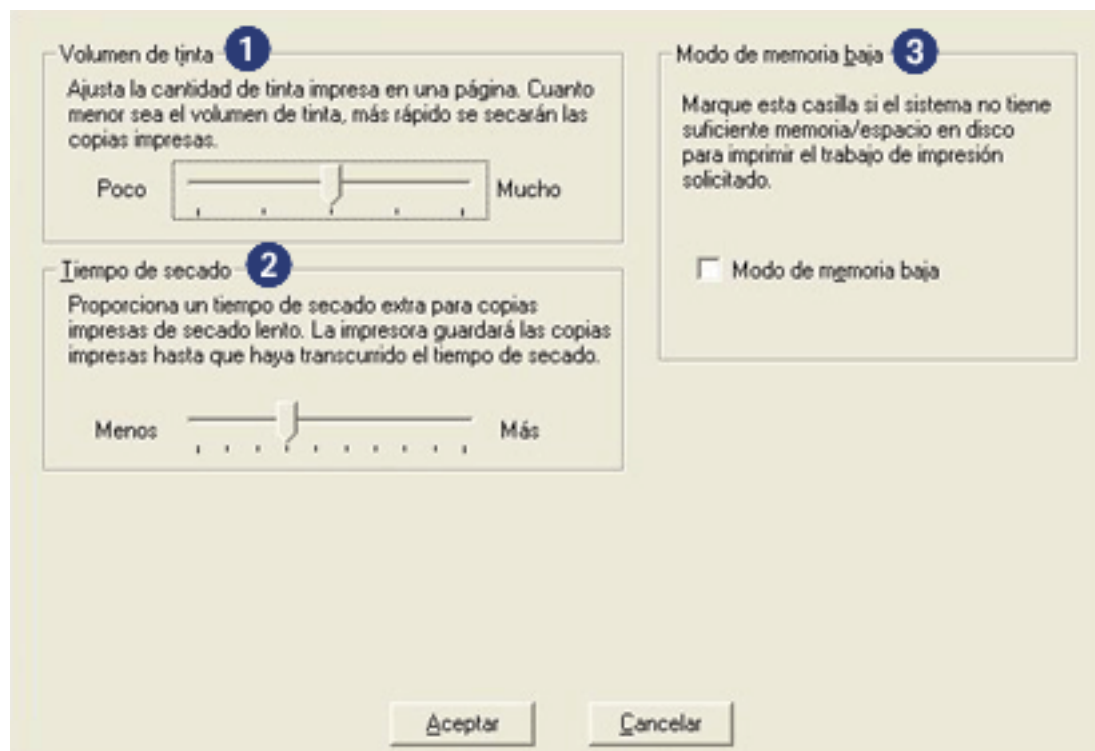 Volumen de tinta 1
Ajusta la cantidad de tinta impresa en una página. Cuanto
menor sea el volumen de tinta, más rápido se secarán las
copias impresas.
Poco
Mucho
Tiempo de secado 2
Proporciona un tiempo de secado extra para copias
impresas de secado lento. La impresora guardará las copias
impresas hasta que haya transcurrido el tiempo de secado.
Menos
Más
Modo de memoria baja 3
Marque esta casilla si el sistema no tiene
suficiente memoria/espacio en disco
para imprimir el trabajo de impresión
solicitado.
Modo de memoria baja
Aceptar
Cancelar